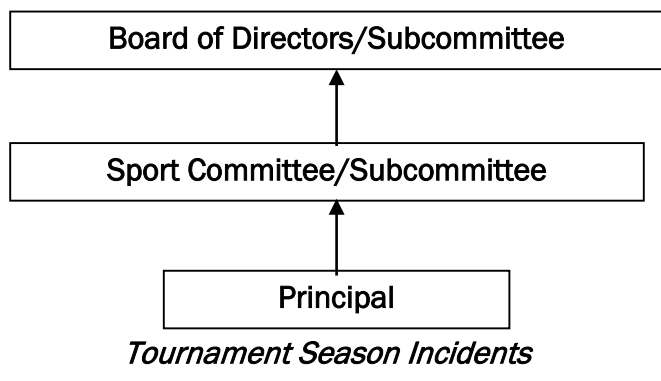 Board of Directors/Subcommittee
Sport Committee/Subcommittee
Principal
Tournament Season Incidents